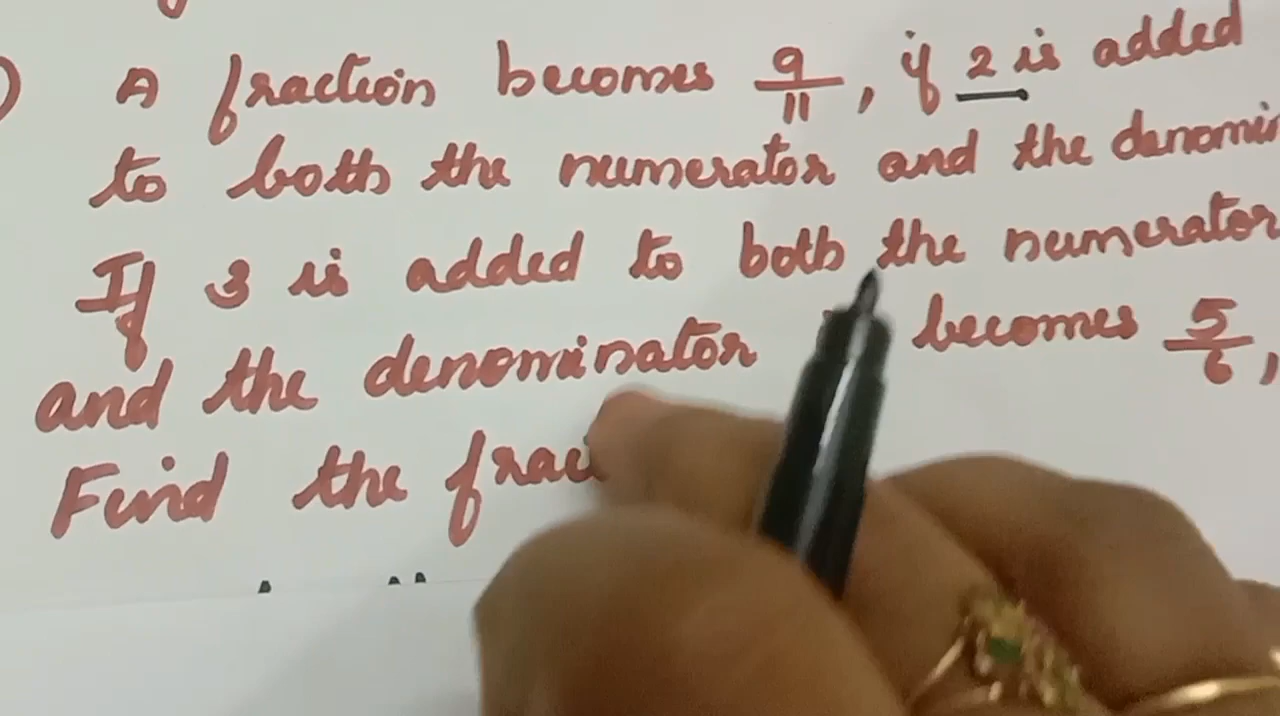 ) A fraction becomes 9/11, if 2 is added
to both the numerator and the denomin
If 3 is added to both the numerator
and the denominator becomes 5/6,
Find the frac